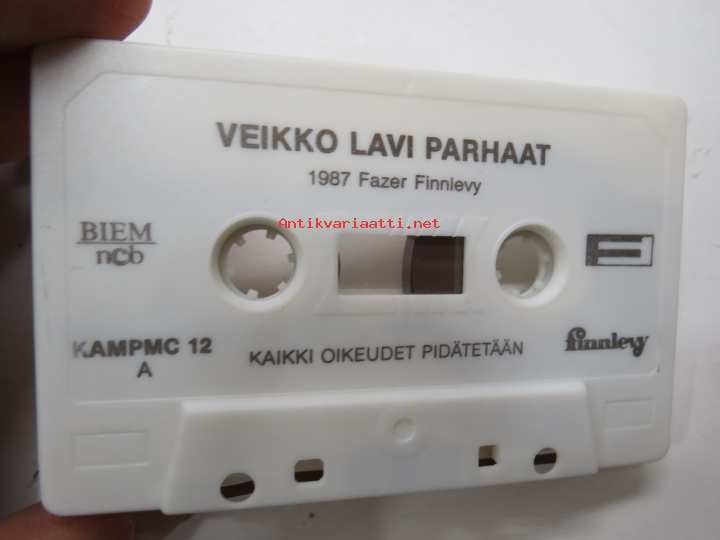 VEIKKO LAVI PARHAAT
1987 Fazer Finnlevy
Antikvariaatti.net
BIEM
ncb
KAMPMC 12
A
KAIKKI OIKEUDET PIDÄTETÄÄN
finnlevy